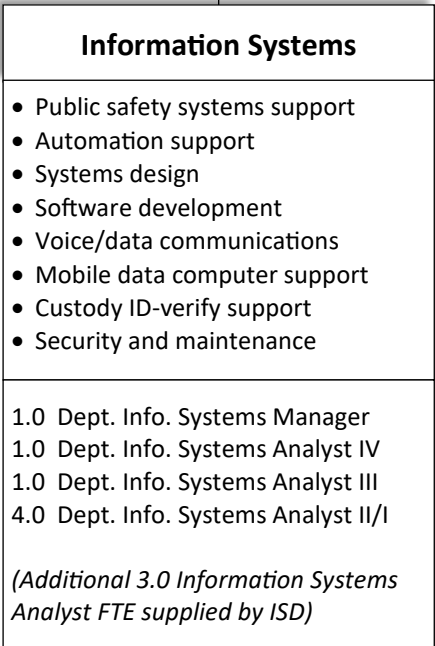 Information Systems
• Public safety systems support
• Automation support
• Systems design
• Software development
• Voice/data communications
• Mobile data computer support
• Custody ID-verify support
• Security and maintenance
1.0 Dept. Info. Systems Manager
1.0 Dept. Info. Systems Analyst IV
1.0 Dept. Info. Systems Analyst III
4.0 Dept. Info. Systems Analyst II/I
(Additional 3.0 Information Systems
Analyst FTE supplied by ISD)